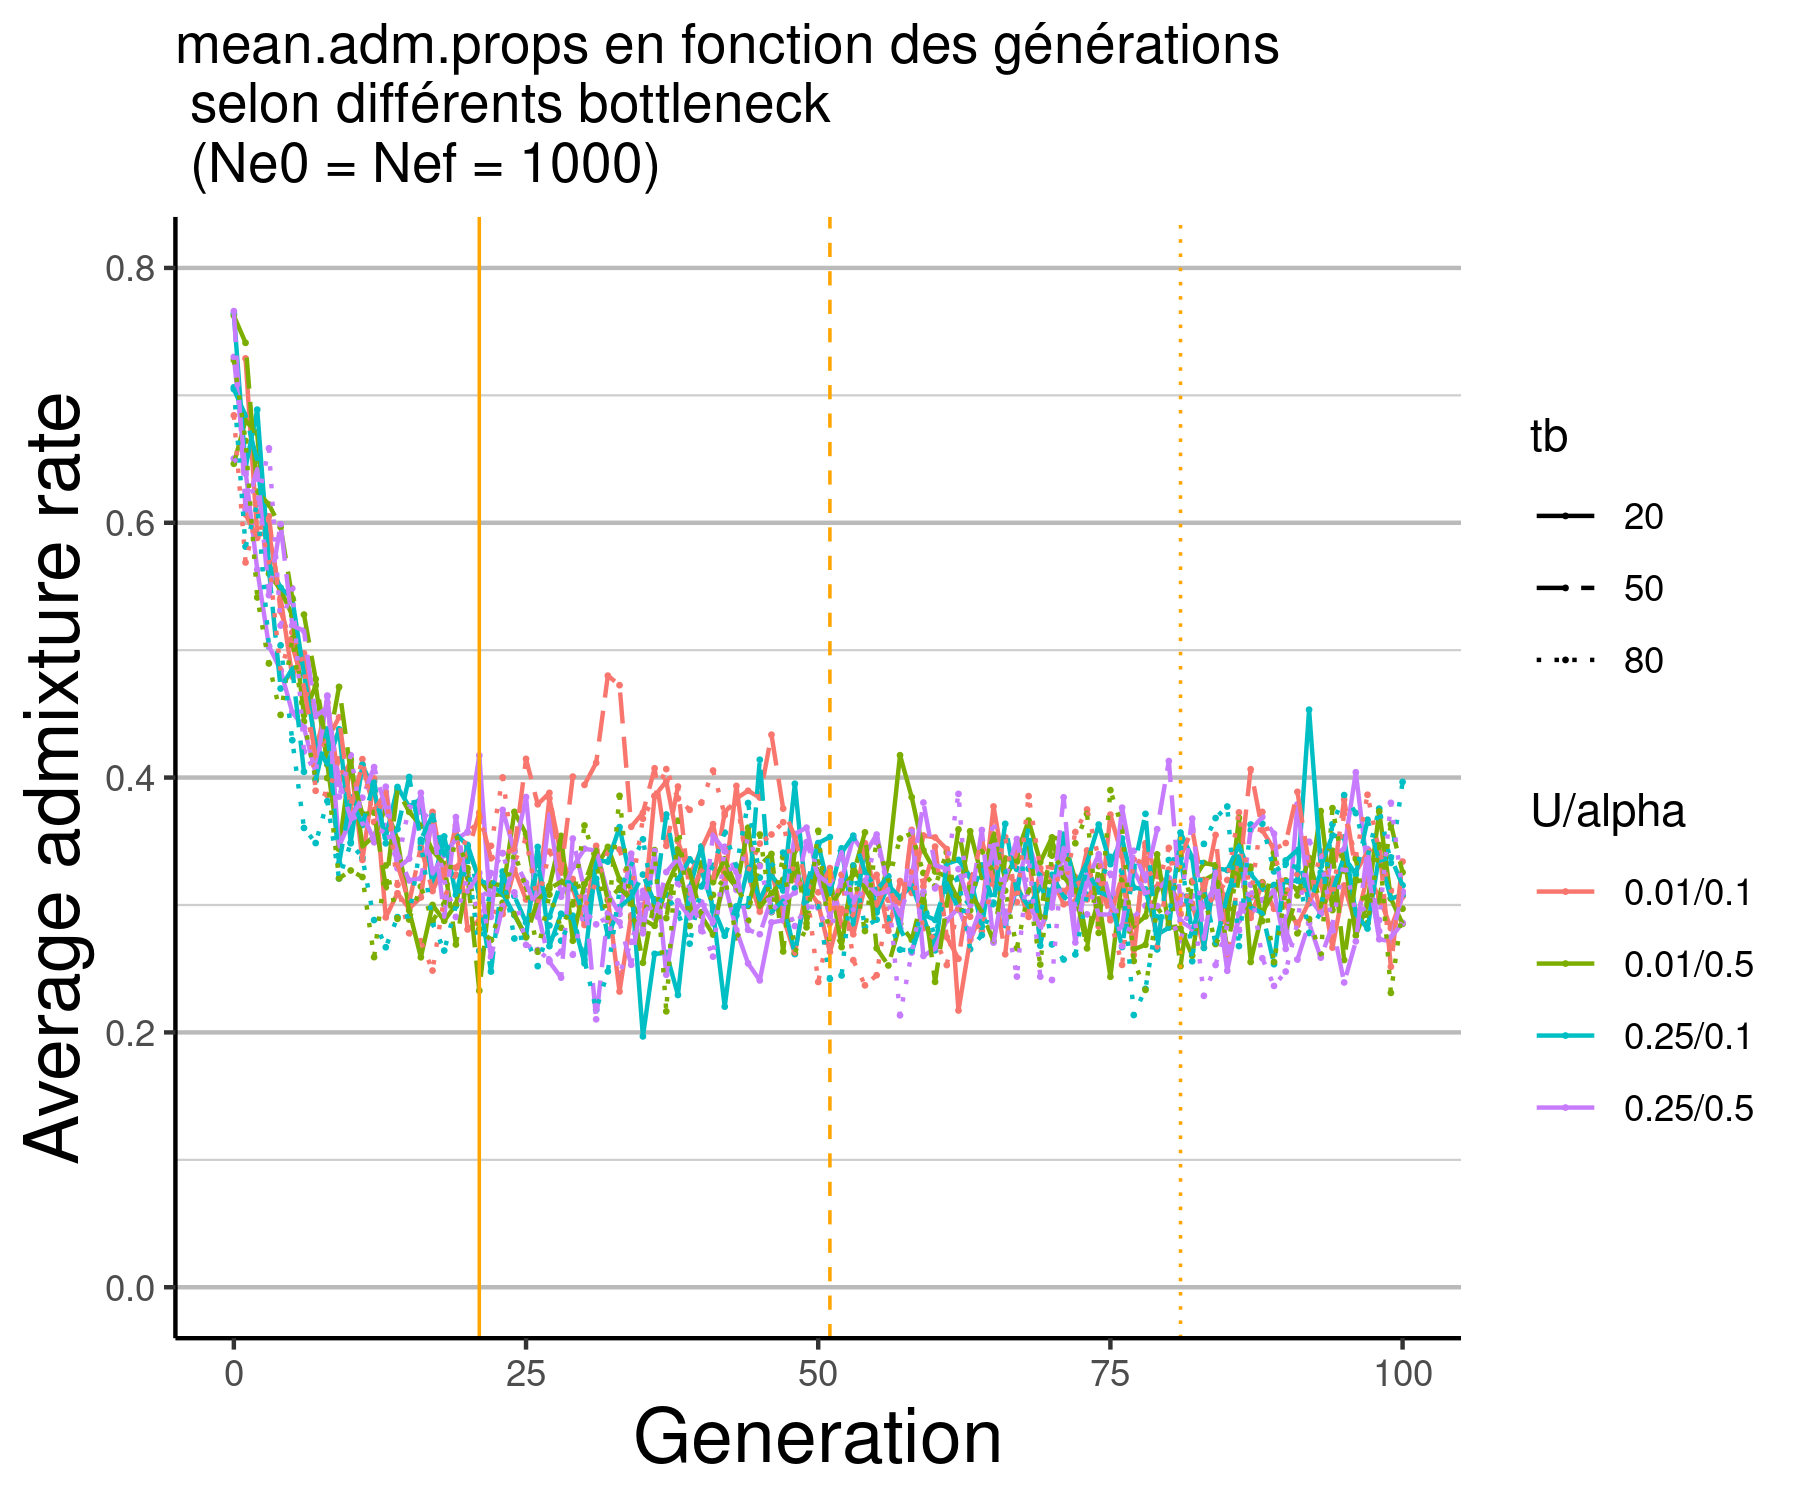 mean.adm.props en fonction des générations
selon différents bottleneck
(Ne0 = Nef = 1000)
Average admixture rate
0.8
0.6
0.4
0.2
0.0
0
25
50
75
100
Generation
tb
20
50
80
U/alpha
0.01/0.1
0.01/0.5
0.25/0.1
0.25/0.5